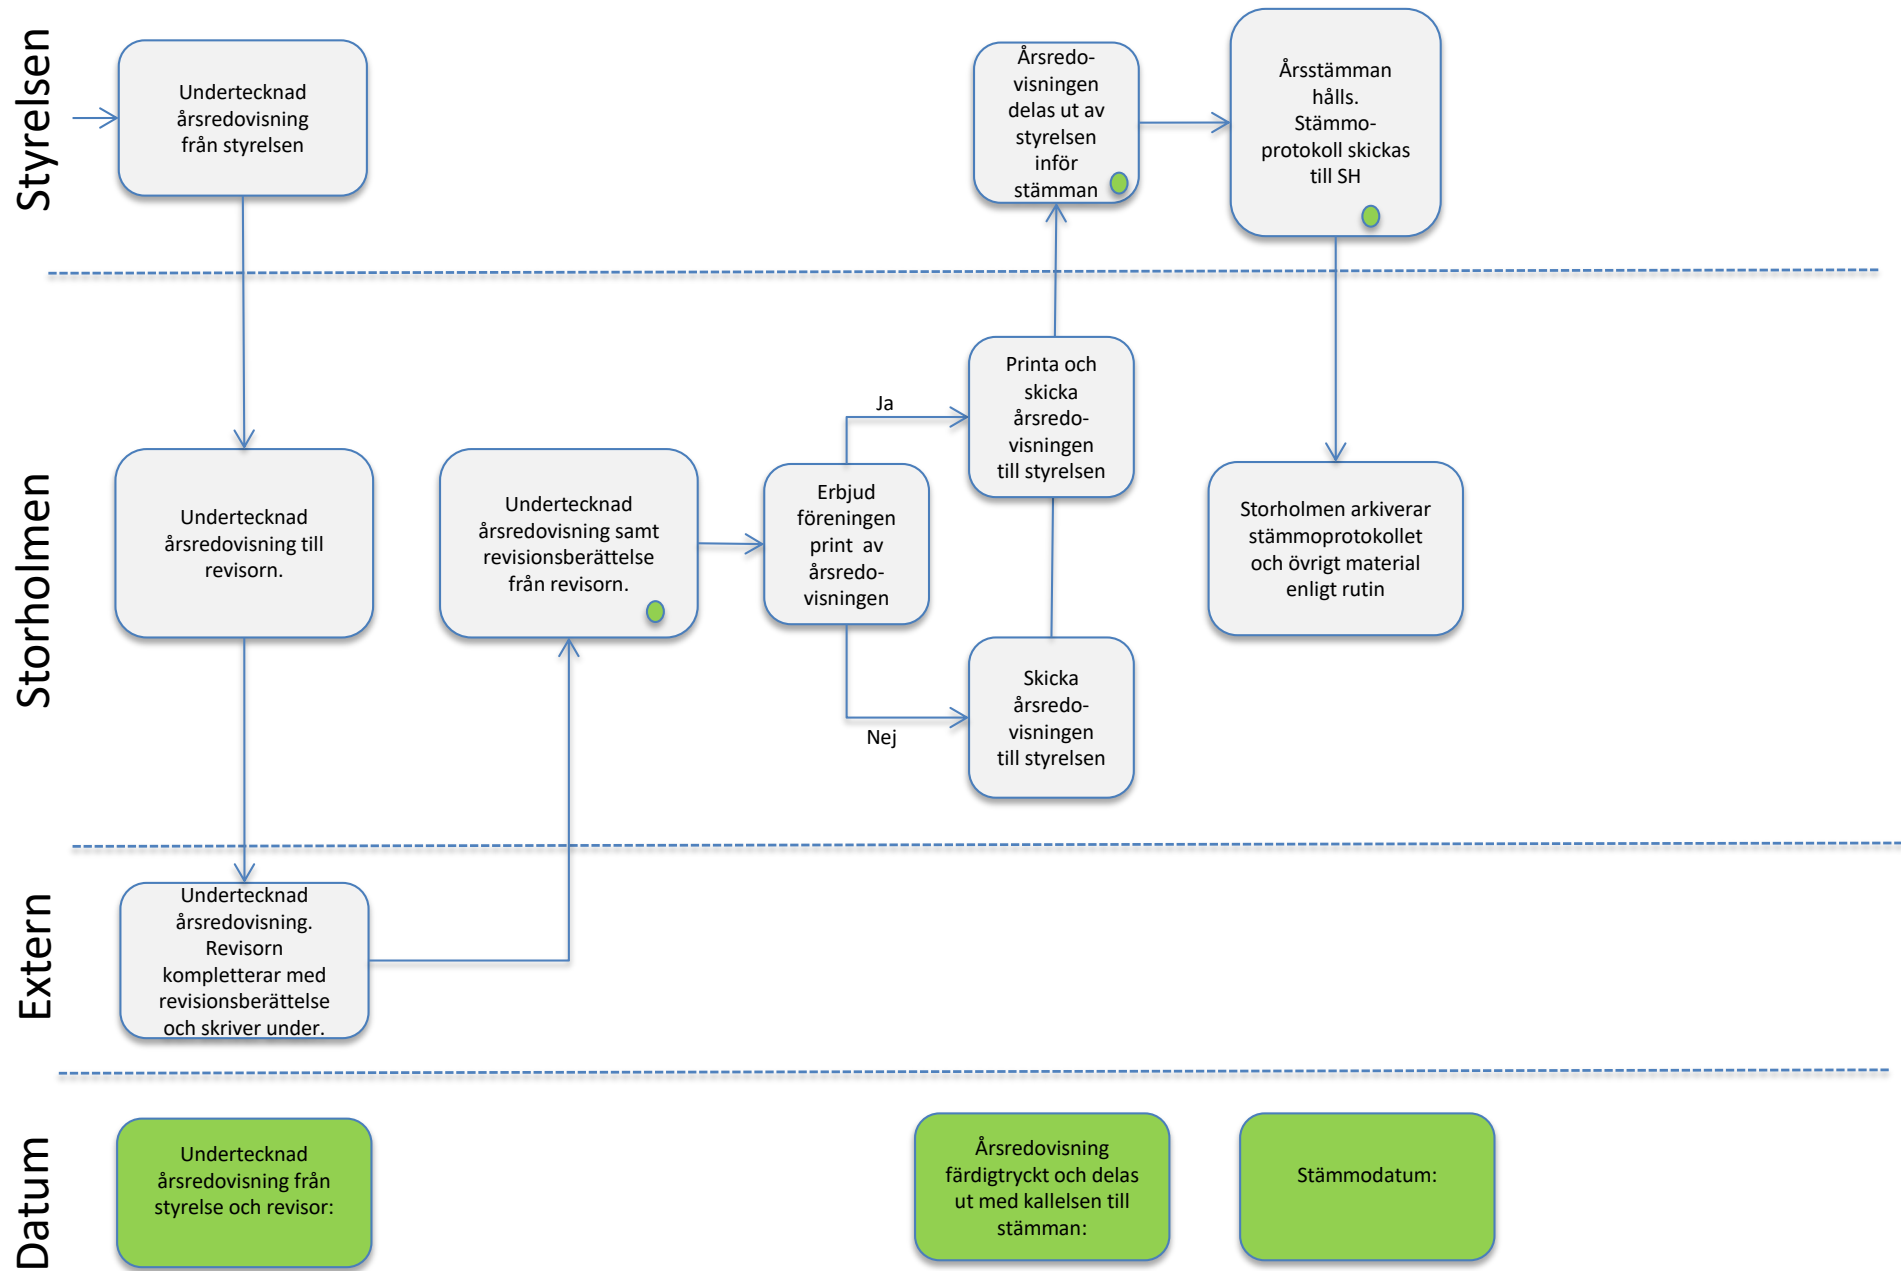 Styrelsen
Undertecknad
årsredovisning
från styrelsen
Årsredo-
visningen
delas ut av
styrelsen
inför
stämman
Årsstämman
hålls.
Stämmo-
protokoll skickas
till SH
Storholmen
Undertecknad
årsredovisning till
revisorn.
Undertecknad
årsredovisning samt
revisionsberättelse
från revisorn.
Erbjud
föreningen
print av
årsredo-
visningen
Ja
Printa och
skicka
årsredo-
visningen
till styrelsen
Nej
Skicka
årsredo-
visningen
till styrelsen
Storholmen arkiverar
stämmoprotokollet
och övrigt material
enligt rutin
Extern
Undertecknad
årsredovisning.
Revisorn
kompletterar med
revisionsberättelse
och skriver under.
Datum
Undertecknad
årsredovisning från
styrelse och revisor:
Årsredovisning
färdigtryckt och delas
ut med kallelsen till
stämman:
Stämmodatum: